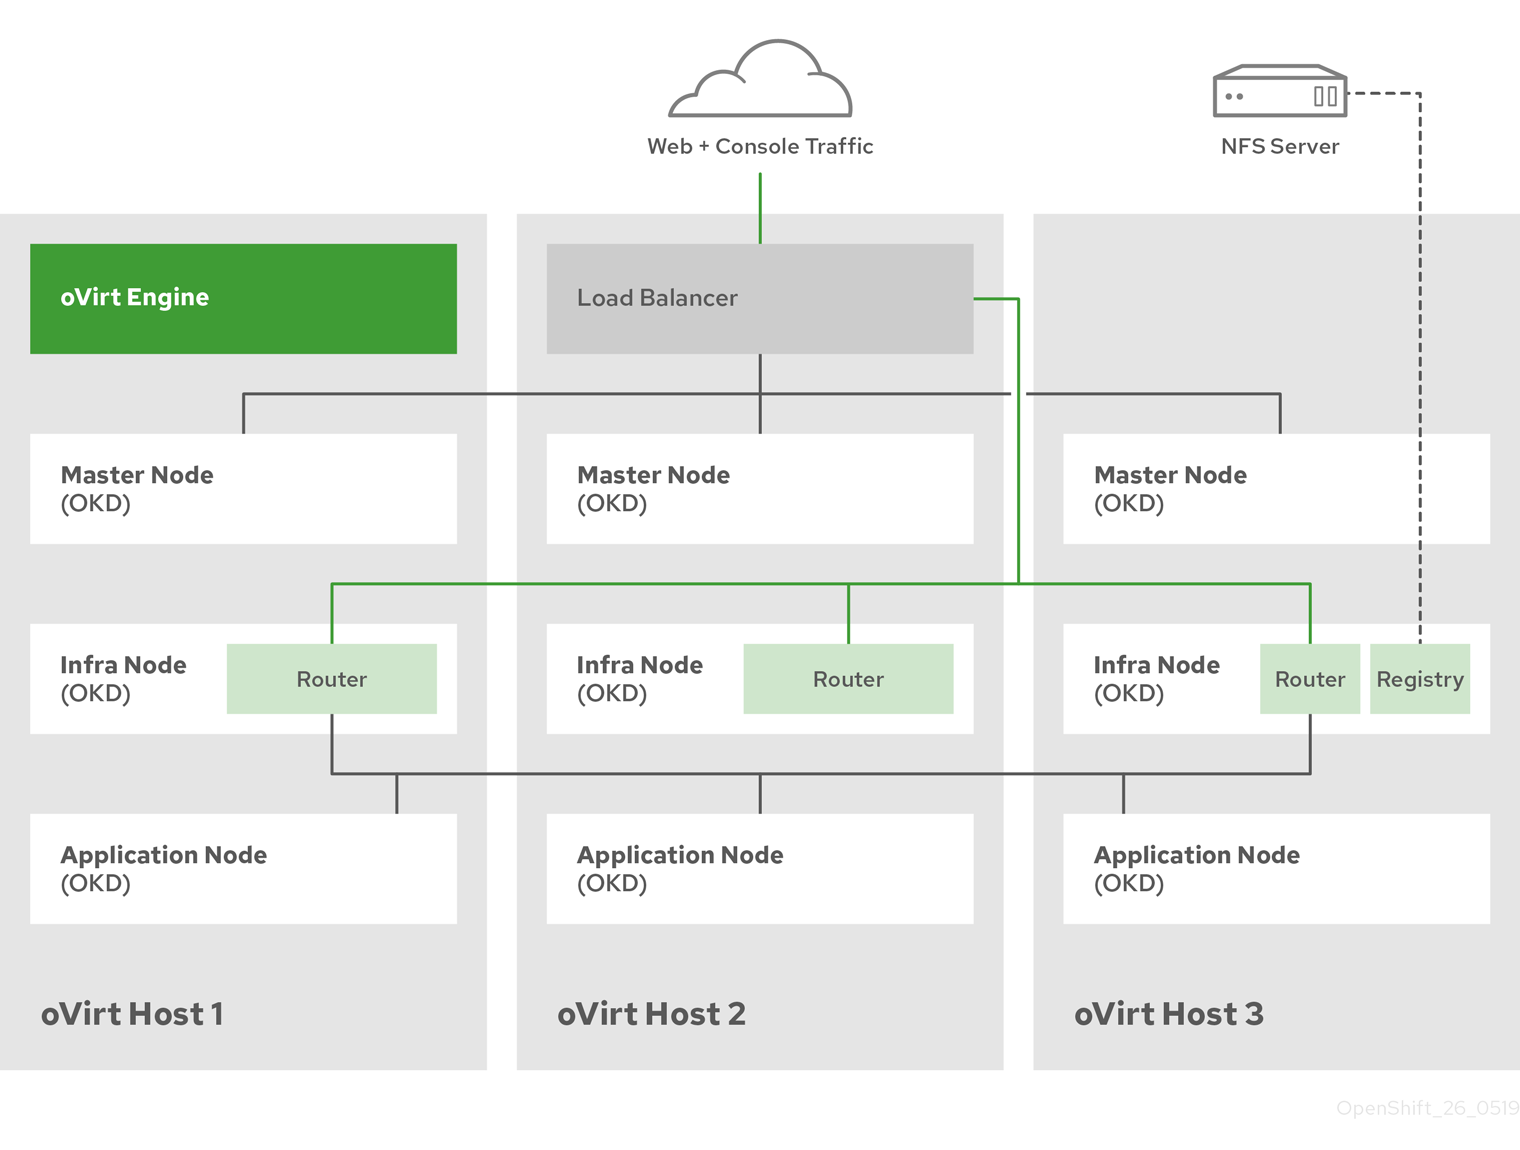 Web + Console Traffic
NFS Server
oVirt Engine
Load Balancer
Master Node
(OKD)
Master Node
(OKD)
Master Node
(OKD)
Infra Node
(OKD)
Router
Infra Node
(OKD)
Router
Infra Node
(OKD)
Router
Registry
Application Node
(OKD)
Application Node
(OKD)
Application Node
(OKD)
oVirt Host 1
oVirt Host 2
oVirt Host 3
OpenShift_26_0519